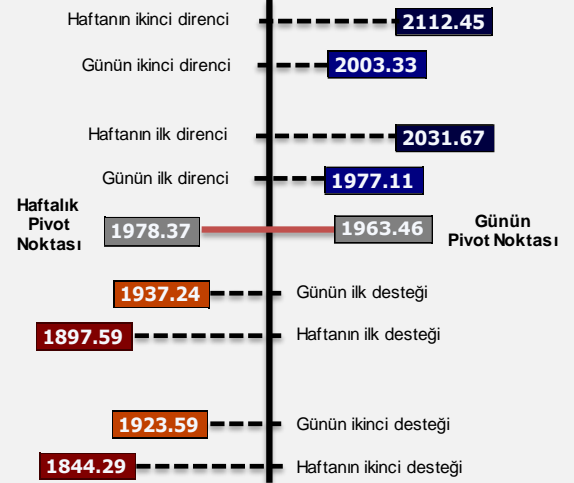 Haftanın ikinci direnci 2112.45
Günün ikinci direnci 2003.33
Haftanın ilk direnci 2031.67
Günün ilk direnci 1977.11
Haftalık
Pivot
Noktası
1978.37
1963.46
Günün
Pivot Noktası
1937.24 Günün ilk desteği
1897.59 Haftanın ilk desteği
1923.59 Günün ikinci desteği
1844.29 Haftanın ikinci desteği